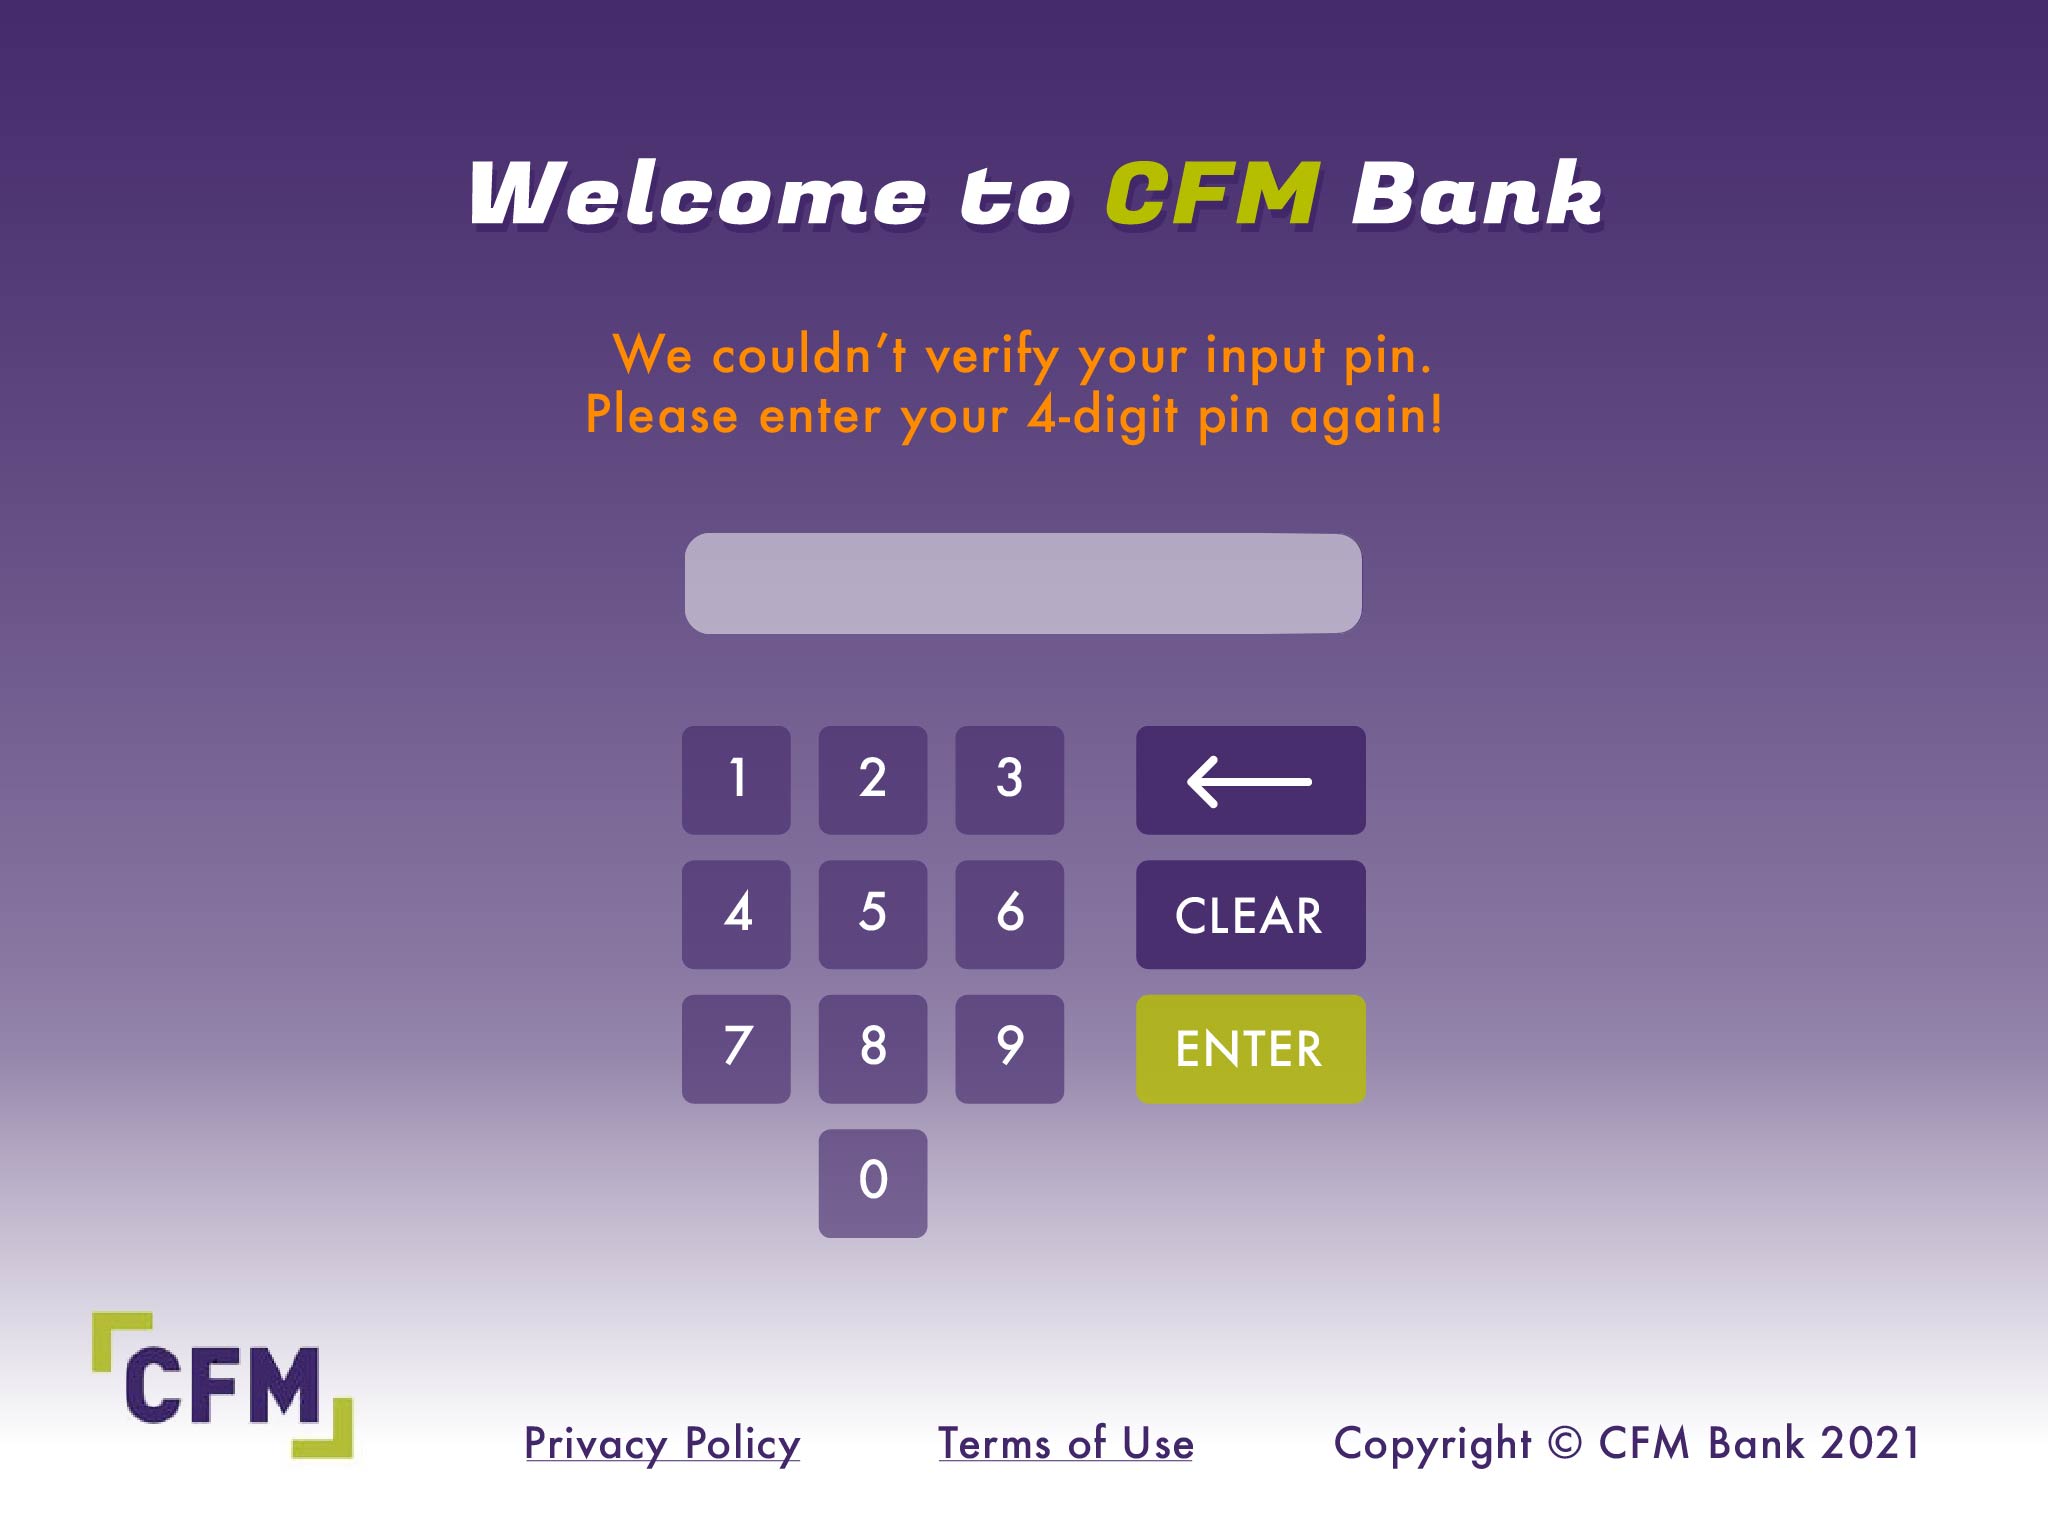 Welcome to CFM Bank
We couldn’t verify your input pin.
Please enter your 4-digit pin again!
1 2 3
4 5 6 CLEAR
7 8 9 ENTER
0
CFM
Privacy Policy Terms of Use Copyright © CFM Bank 2021